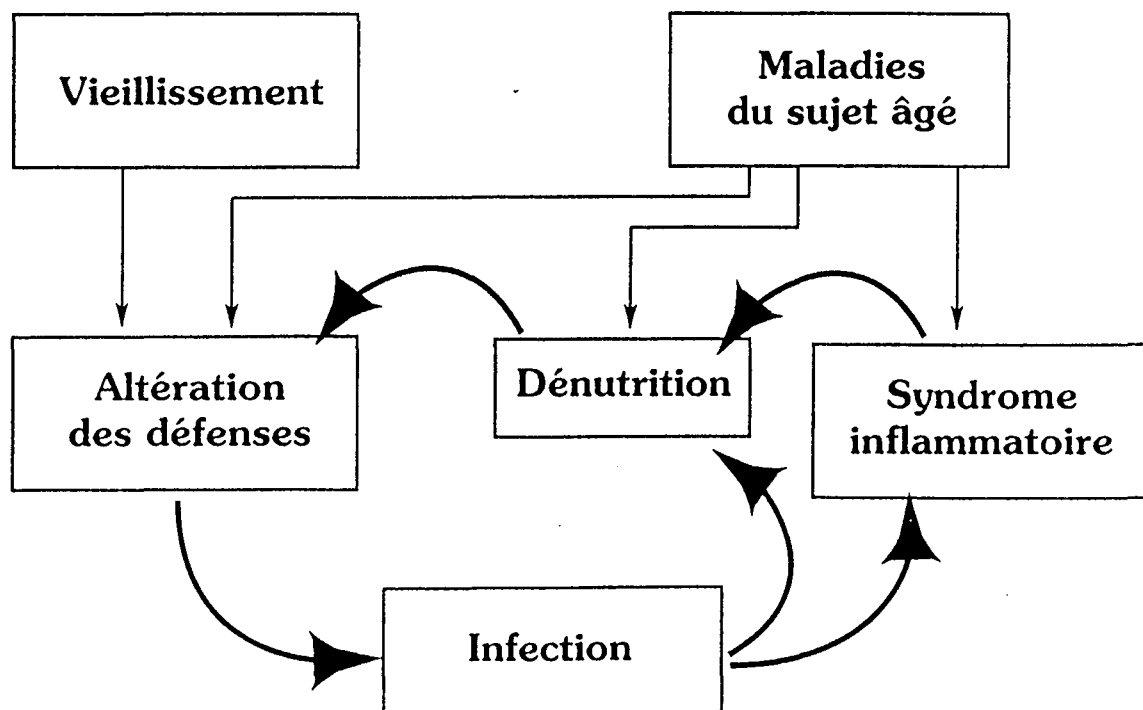 Vieillissement
Maladies
du sujet âgé
Altération
des défenses
Dénutrition
Syndrome
inflammatoire
Infection